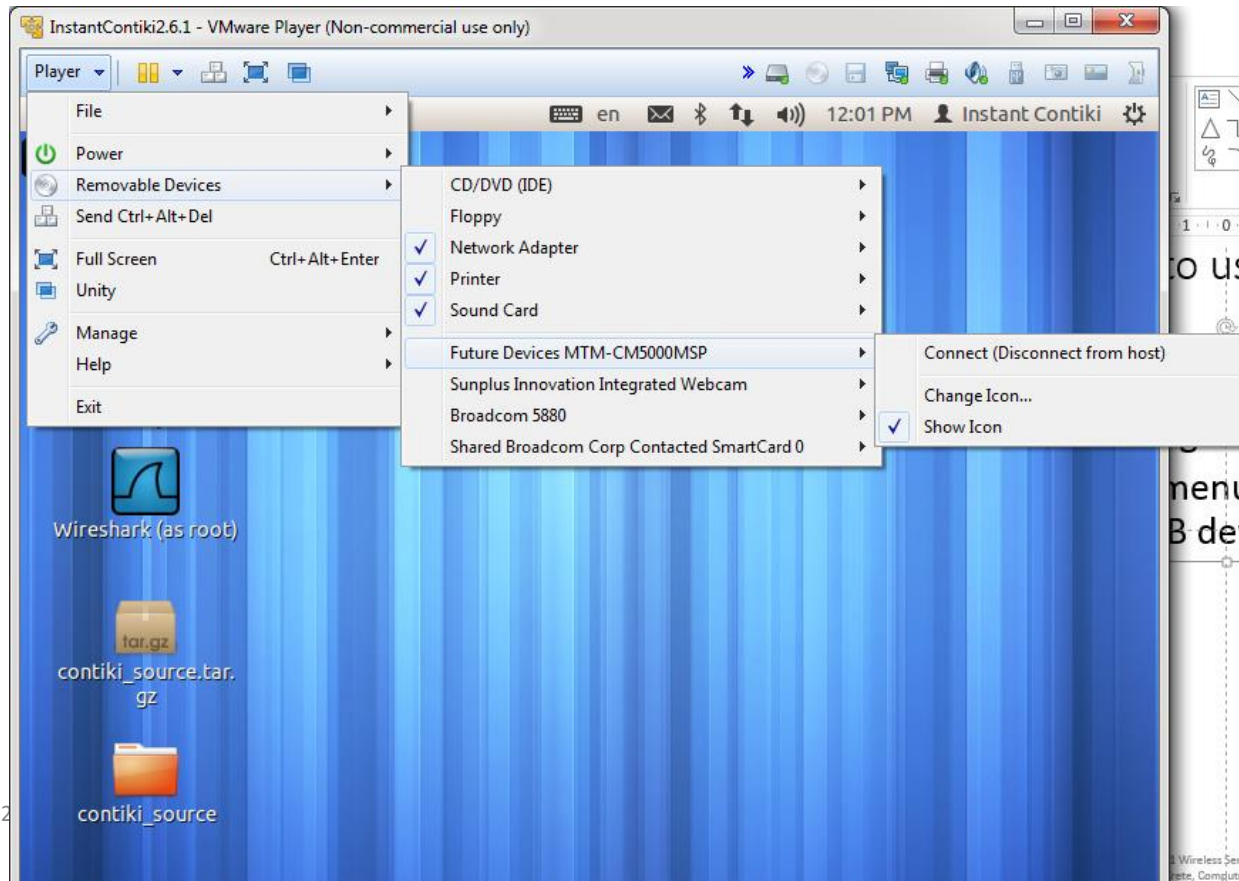 InstantContiki2.6.1 - VMware Player (Non-commercial use only)
Player
en
12:01 PM
Instant Contiki
File
Power
Removable Devices
Send Ctrl+Alt+Del
Full Screen Ctrl+Alt+Enter
Unity
Manage
Help
Exit
CD/DVD (IDE)
Floppy
Network Adapter
Printer
Sound Card
Future Devices MTM-CM5000MSP
Sunplus Innovation Integrated Webcam
Broadcom 5880
Shared Broadcom Corp Contacted SmartCard 0
Connect (Disconnect from host)
Change Icon...
Show Icon
Wireshark (as root)
tar.gz
contiki_source.tar.
gz
contiki_source
2
1 0
to us
menu
B de